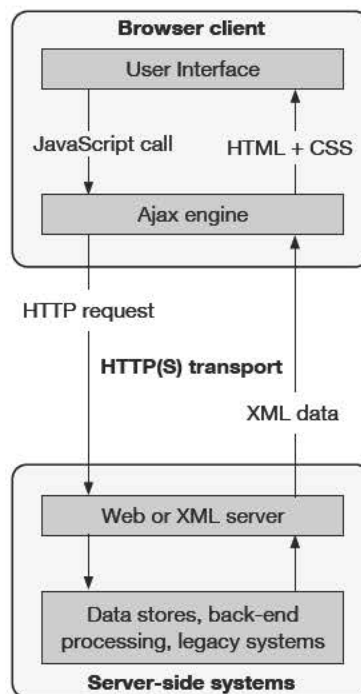 Browser client
User Interface
JavaScript call
HTML + CSS
Ajax engine
HTTP request
HTTP(S) transport
XML data
Web or XML server
Data stores, back-end
processing, legacy systems
Server-side systems